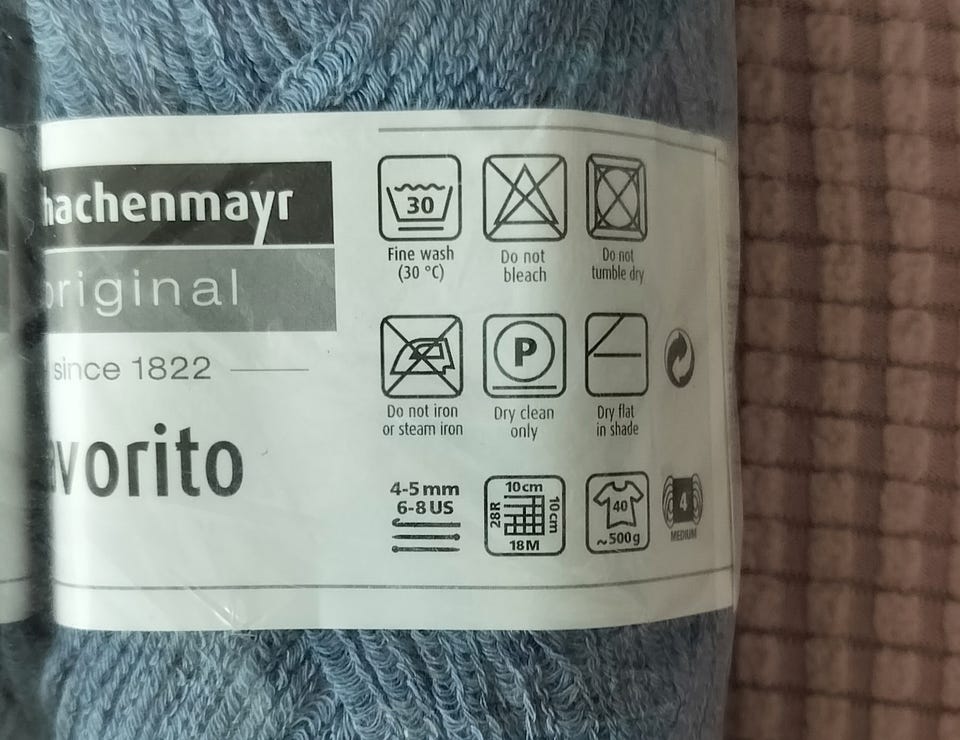 hachenmayr
original
since 1822
avorito
30
Fine wash
(30 °C)
Do not
bleach
Do not
tumble dry
Do not iron
or steam iron
P
Dry clean
only
Dry flat
in shade
4-5 mm
6-8 US
10cm
28R
10cm
18M
40
~500g
4
MEDIUM